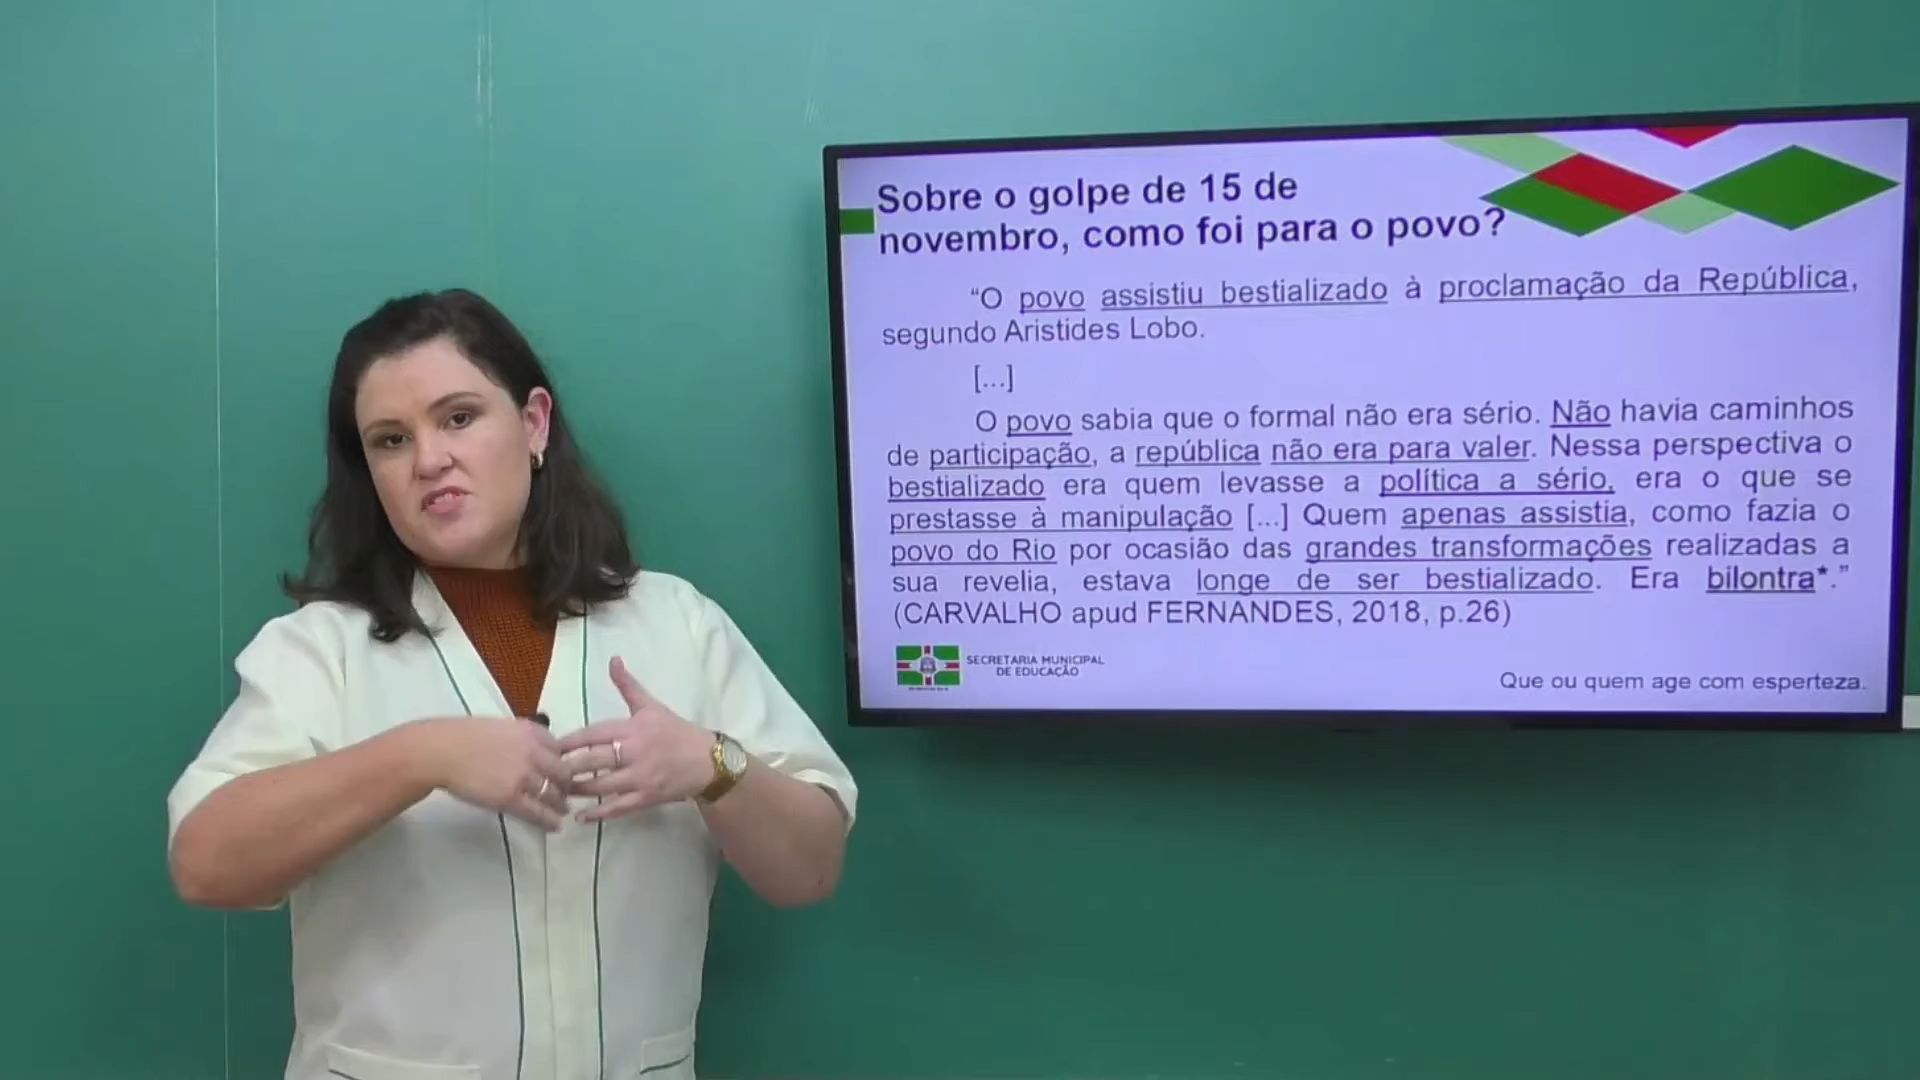 Sobre o golpe de 15 de
novembro, como foi para o povo?
“O povo assistiu bestializado à proclamação da República,
segundo Aristides Lobo.
[...]
O povo sabia que o formal não era sério. Não havia caminhos
de participação, a república não era para valer. Nessa perspectiva o
bestializado era quem levasse a política a sério, era o que se
prestasse à manipulação [...] Quem apenas assistia, como fazia o
povo do Rio por ocasião das grandes transformações realizadas a
sua revelia, estava longe de ser bestializado. Era bilontra*.”
(CARVALHO apud FERNANDES, 2018, p.26)
SECRETARIA MUNICIPAL
DE EDUCAÇÃO
Que ou quem age com esperteza.